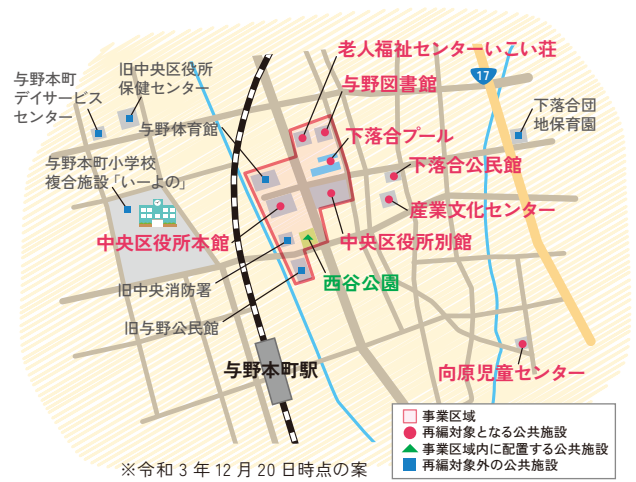 老人福祉センターいこい荘
与野図書館
17
与野本町
デイサービス
センター
旧中央区役所
保健センター
与野体育館
下落合プール
下落合団
地保育園
与野本町小学校
複合施設「いーよの」
下落合公民館
産業文化センター
中央区役所本館
中央区役所別館
西谷公園
旧中央消防署
旧与野公民館
与野本町駅
向原児童センター
事業区域
再編対象となる公共施設
事業区域内に配置する公共施設
再編対象外の公共施設
※令和3年12月20日時点の案